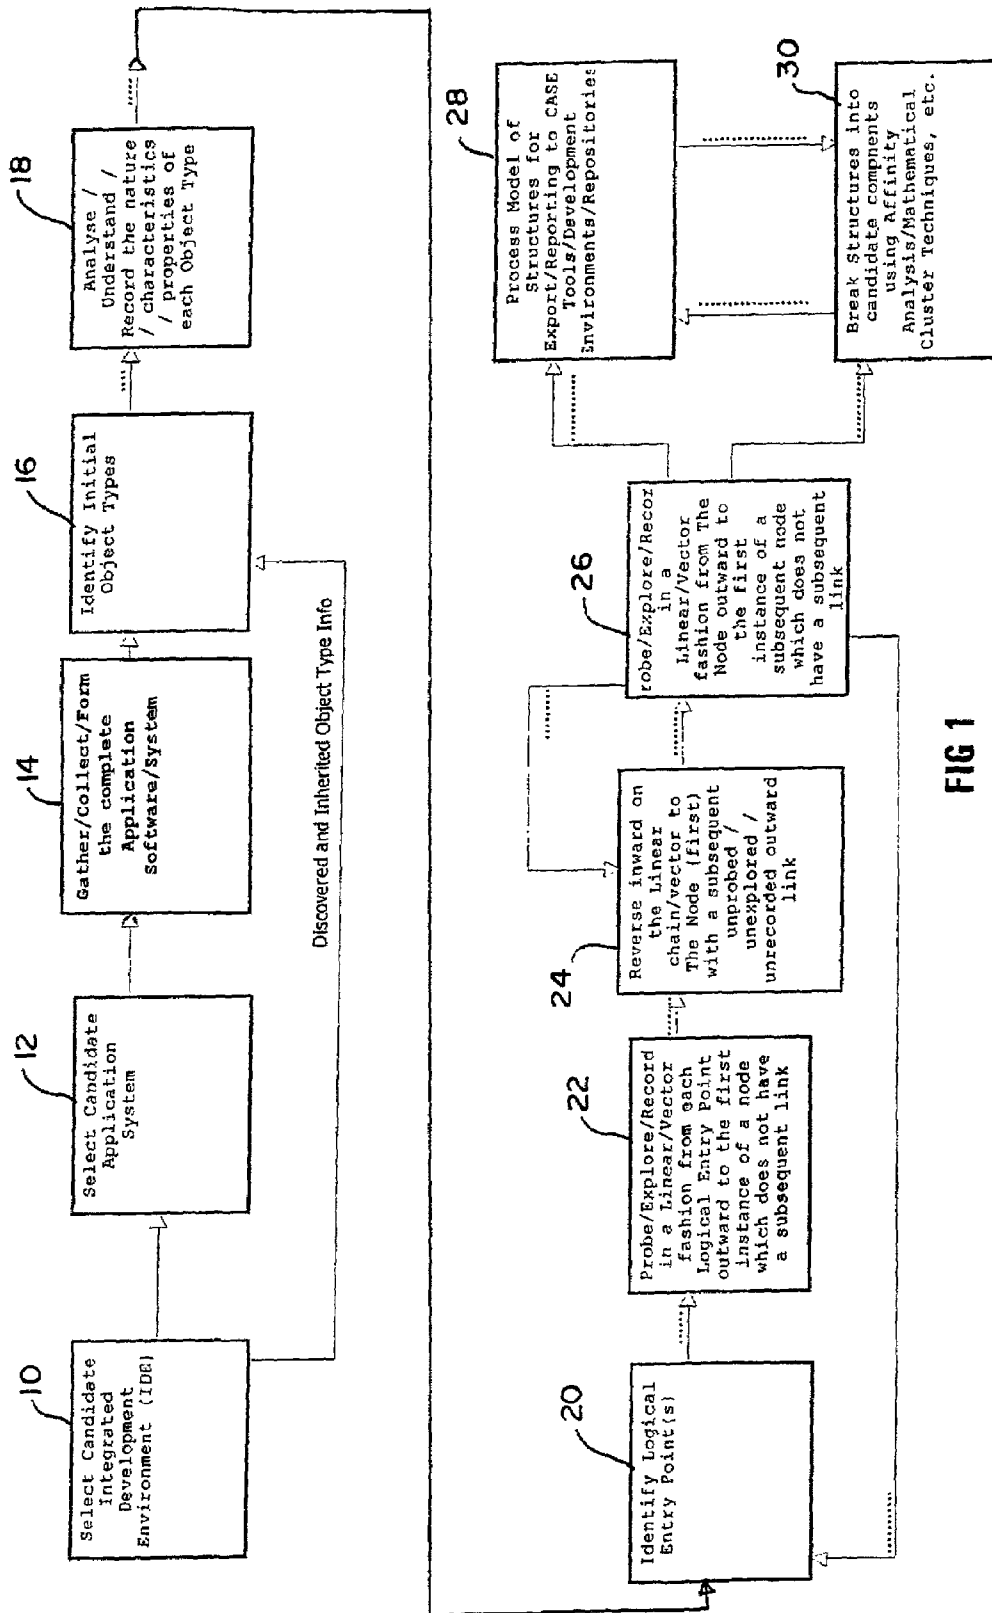 10
Select Candidate
Integrated
Development
Environment (IDE)
12
Select Candidate
Application
System
14
Gather/Collect/Form
the complete
Application
Software/System
16
Identify Initial
Object Types
18
Analyse /
Understand /
Record the nature
/ characteristics
/ properties of
each Object Type
Discovered and Inherited Object Type Info
20
Identify Logical
Entry Point(s)
22
Probe/Explore/Record
in a Linear/Vector
fashion from each
Logical Entry Point
outward to the first
instance of a node
which does not have
a subsequent link
24
Reverse inward on
the Linear
chain/vector to
The Node (first)
with a subsequent
unprobed /
unexplored /
unrecorded outward
link
26
robe/Explore/Recor
in a
Linear/Vector
fashion from The
Node outward to
the first
instance of a
subsequent node
which does not
have a subsequent
link
28
Process Model of
Structures for
Export/Reporting to CASE
Tools/Development
Environments/Repositories
30
Break Structures into
candidate compnents
using Affinity
Analysis/Mathematical
Cluster Techniques, etc.
FIG 1